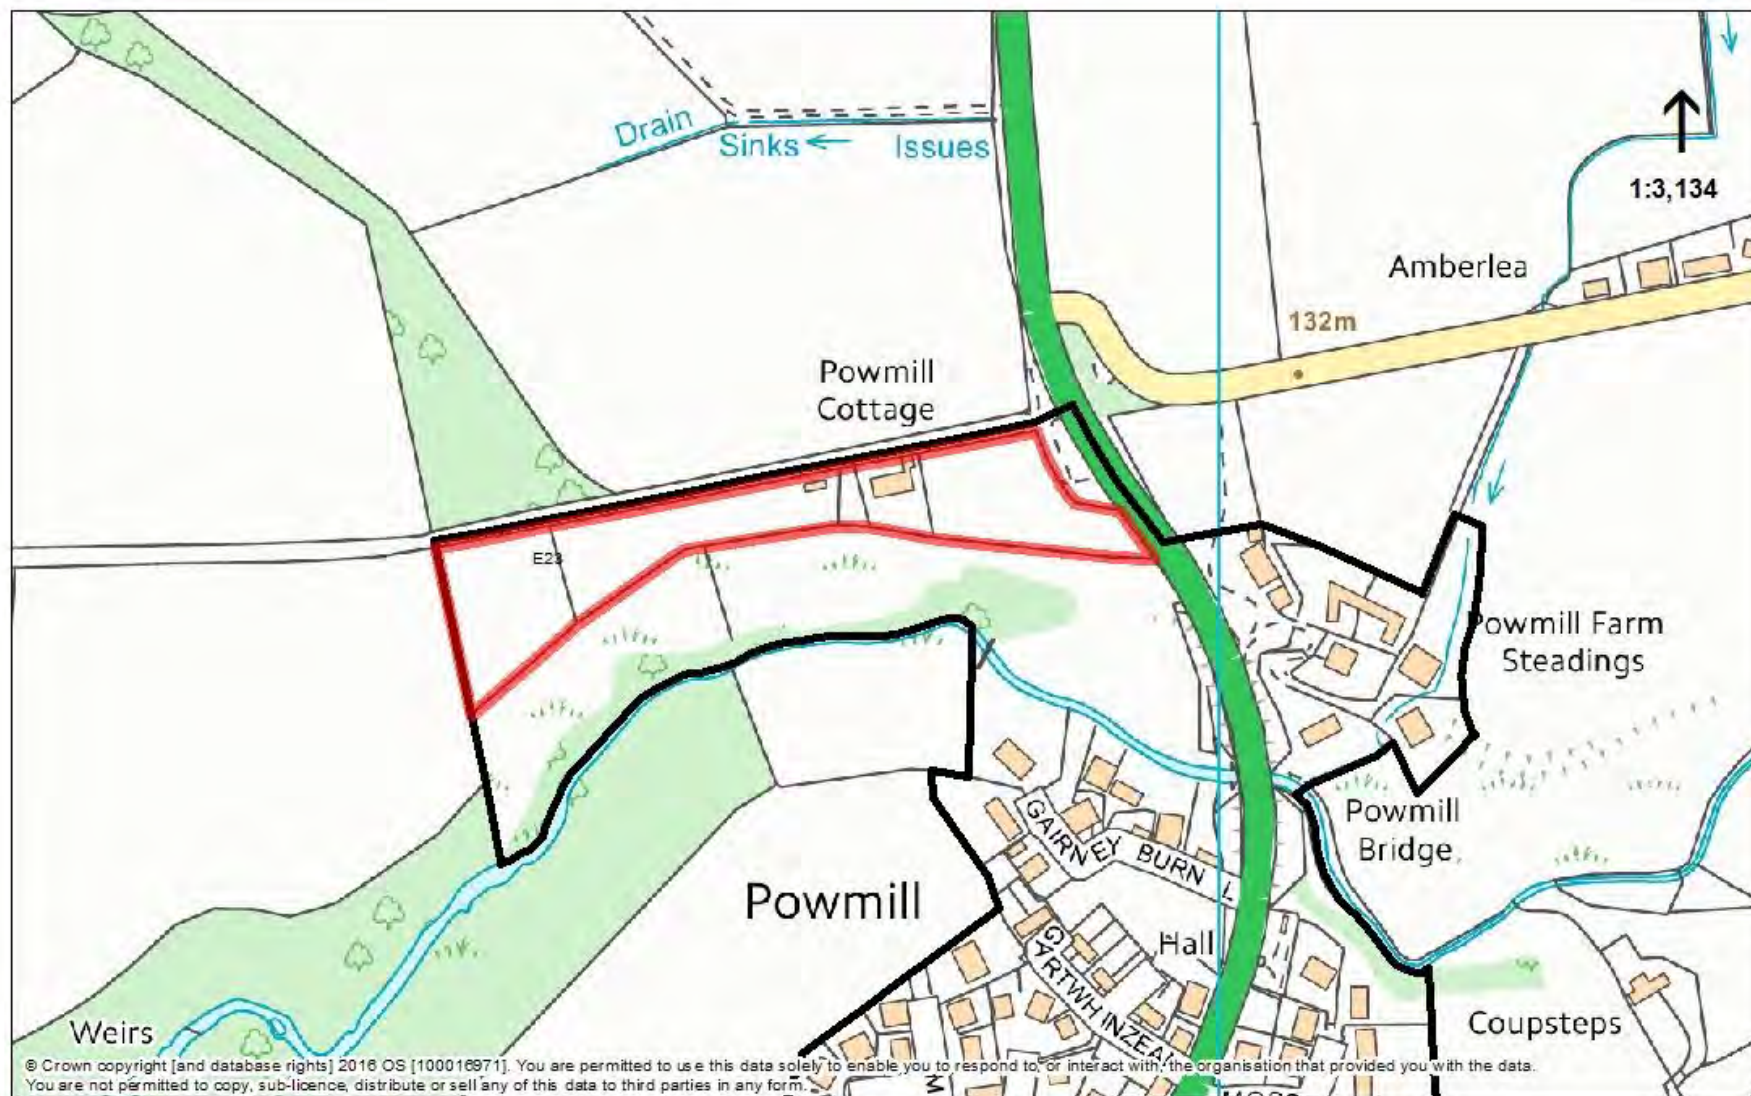 Drain
Sinks
Issues
1:3,134
Amberlea
132m
Powmill
Cottage
E23
Powmill Farm
Steadings
Powmill
Bridge
GAIRNEY BURN L
Powmill
Hall
GARTWHINZEAN
Weirs
Coupsteps
© Crown copyright [and database rights] 2016 OS [100016971]. You are permitted to use this data solely to enable you to respond to, or interact with, the organisation that provided you with the data.
You are not permitted to copy, sub-licence, distribute or sell any of this data to third parties in any form.
M